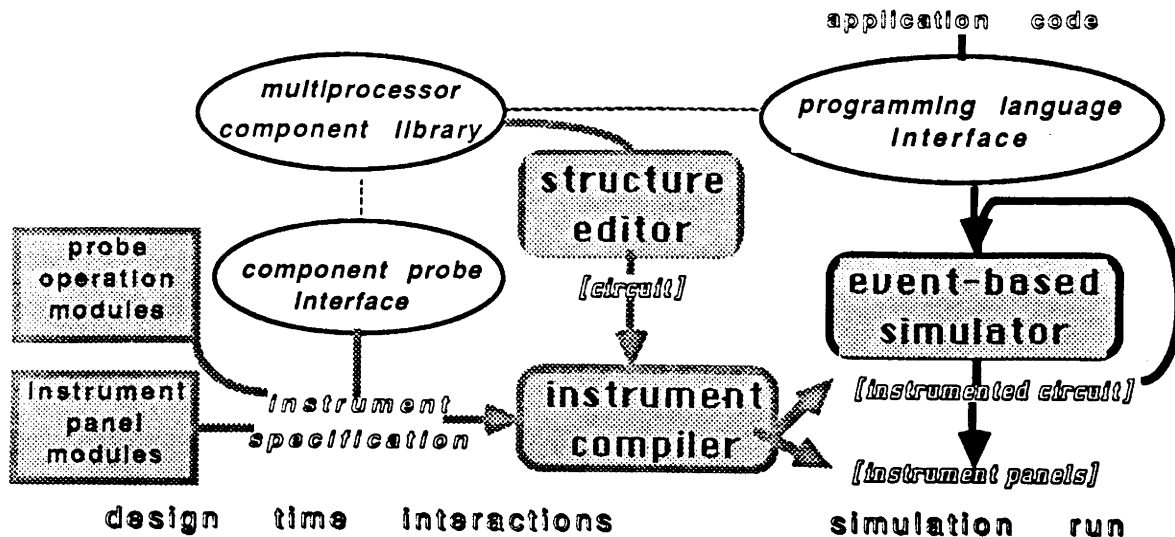 application code
multiprocessor
component library
programming language
Interface
structure
editor
probe
operation
modules
component probe
Interface
[circuit]
event-based
simulator
Instrument
panel
modules
instrument
specification
instrument
compiler
[instrumented circuit]
[instrument panels]
design time interactions
simulation run